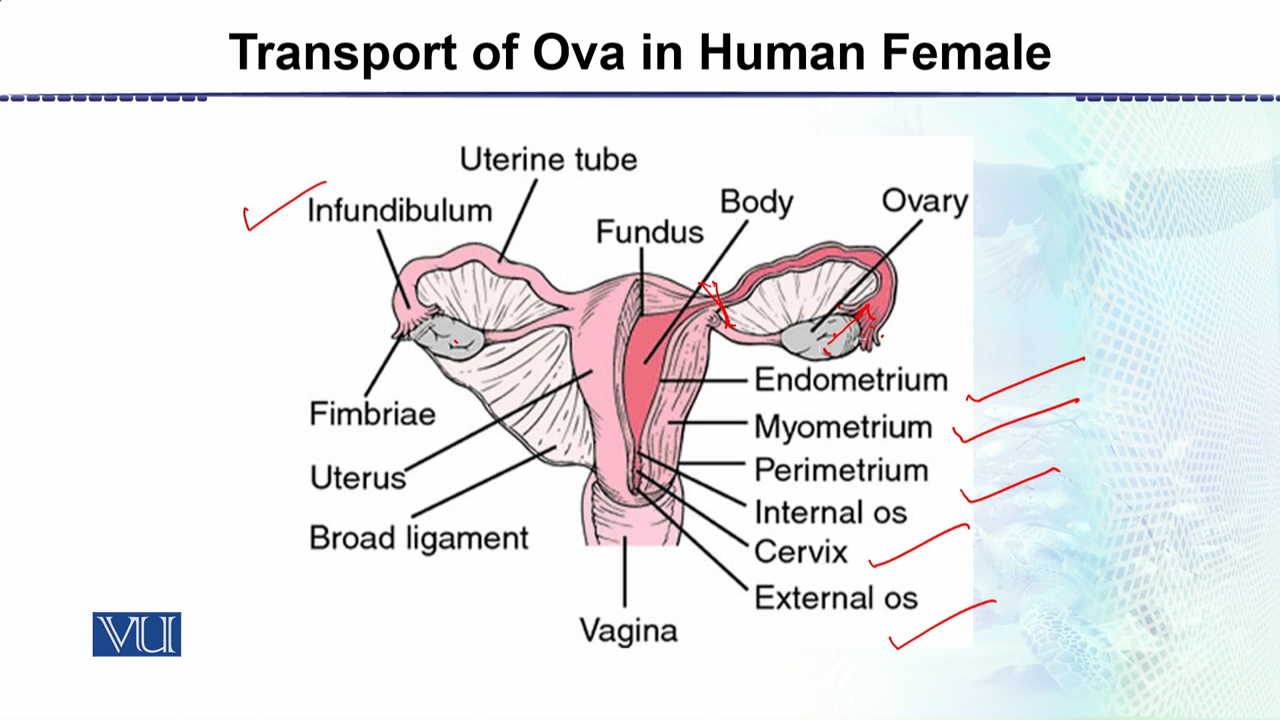 Transport of Ova in Human Female
Uterine tube
Infundibulum
Body
Ovary
Fundus
Fimbriae
Uterus
Broad ligament
Endometrium
Myometrium
Perimetrium
Internal os
Cervix
External os
Vagina
VU